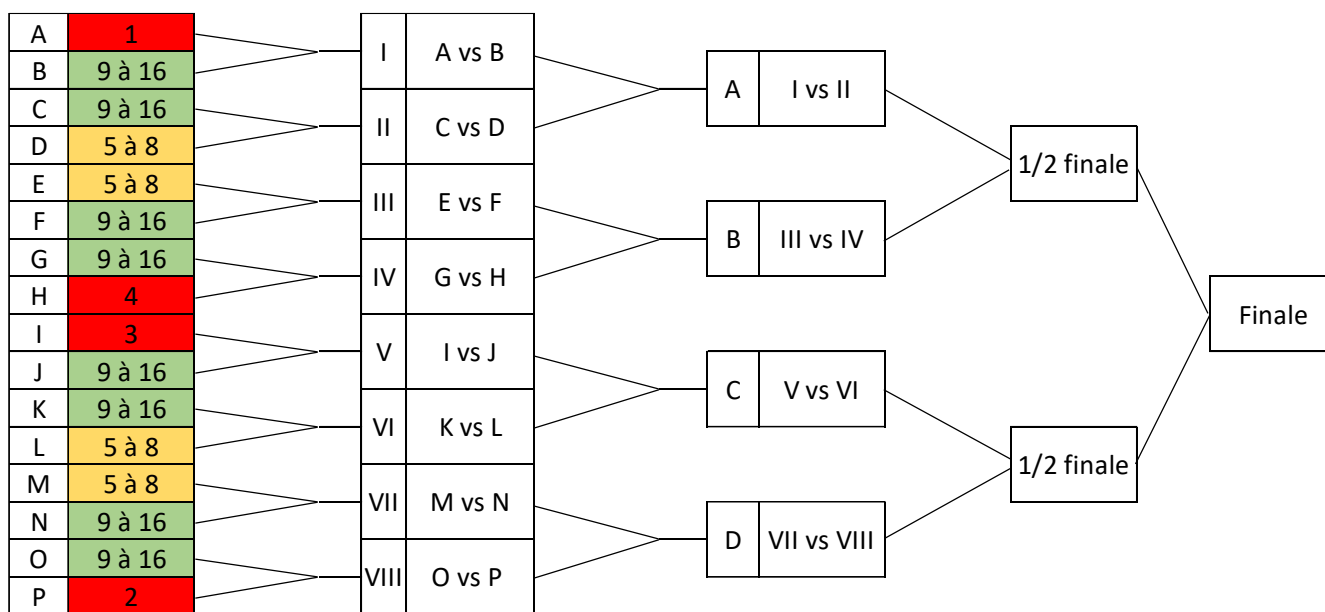 A 1
B 9 à 16
C 9 à 16
D 5 à 8
E 5 à 8
F 9 à 16
G 9 à 16
H 4
I 3
J 9 à 16
K 9 à 16
L 5 à 8
M 5 à 8
N 9 à 16
O 9 à 16
P 2
I A vs B
II C vs D
III E vs F
IV G vs H
V I vs J
VI K vs L
VII M vs N
VIII O vs P
A I vs II
B III vs IV
C V vs VI
D VII vs VIII
1/2 finale
1/2 finale
Finale